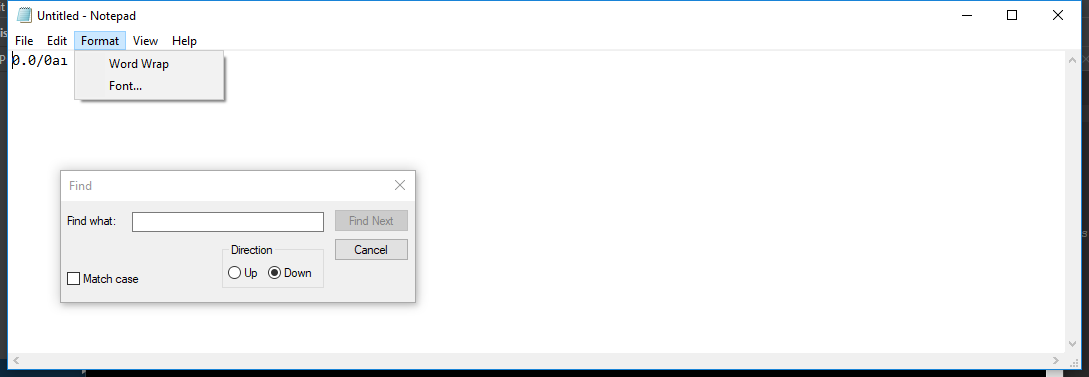 Untitled - Notepad
File Edit Format View Help
0.0/0aı
Word Wrap
Font...
Find
Find what:
Find Next
Cancel
Direction
Up Down
Match case